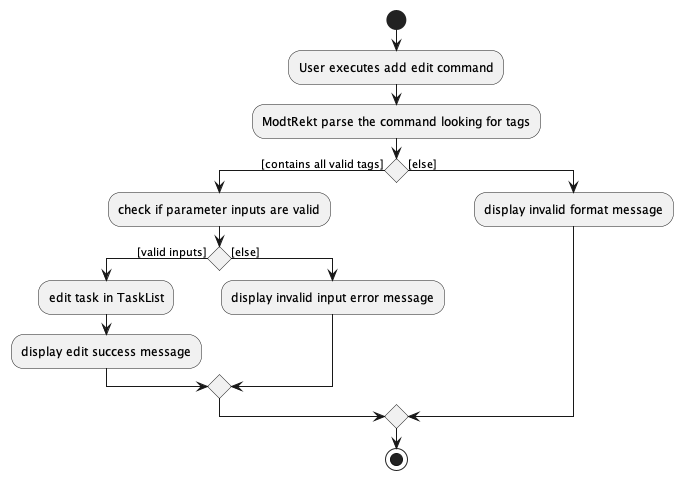 User executes add edit command
ModtRekt parse the command looking for tags
[contains all valid tags]
[else]
check if parameter inputs are valid
display invalid format message
[valid inputs]
[else]
edit task in TaskList
display invalid input error message
display edit success message